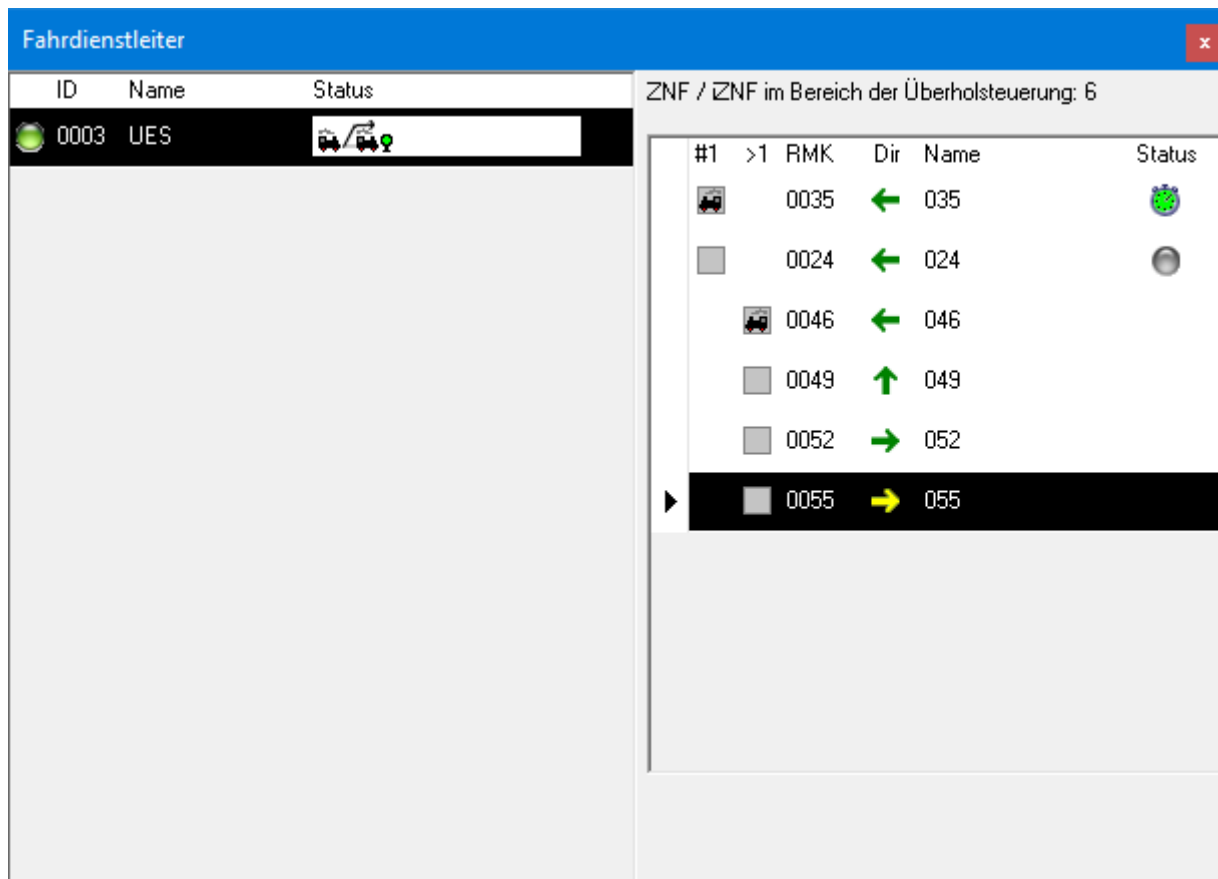 Fahrdienstleiter
x
ID Name Status
0003 UES
ZNF / iZNF im Bereich der Überholsteuerung: 6
#1 >1 RMK Dir Name Status
0035 035
0024 024
0046 046
0049 049
0052 052
0055 055